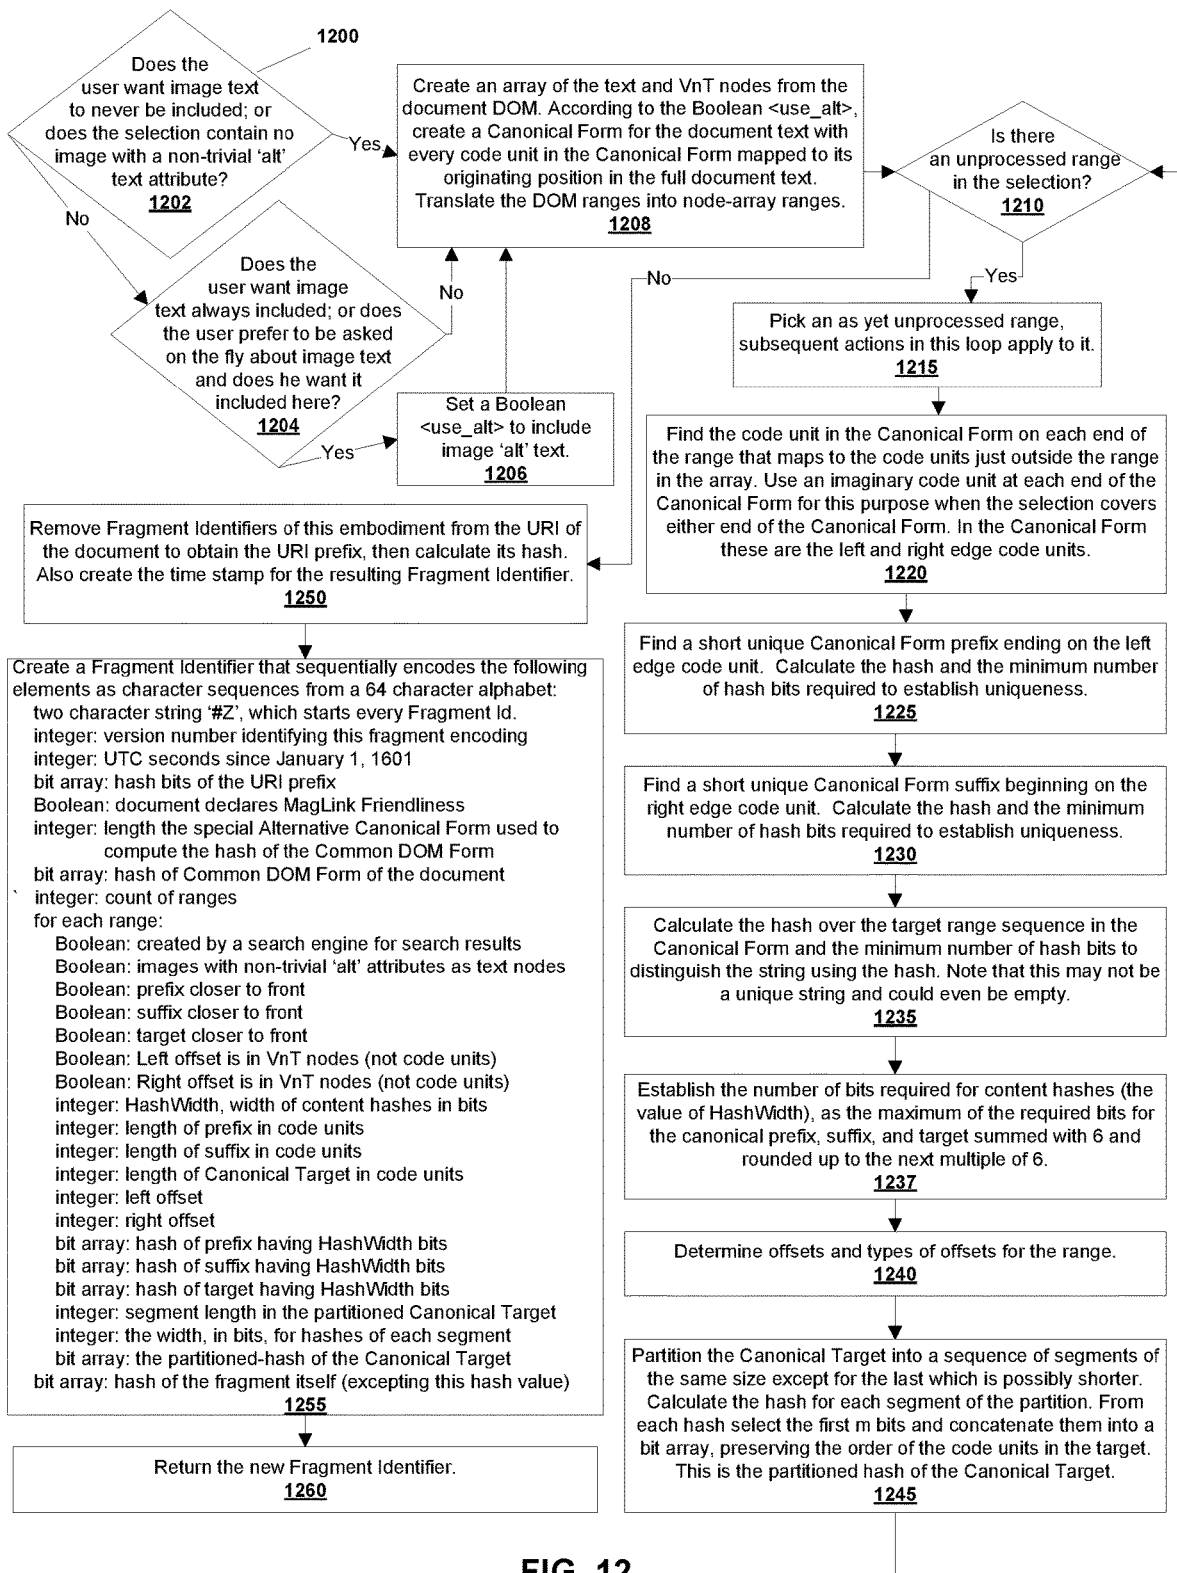 1200
Does the
user want image text
to never be included; or
does the selection contain no
image with a non-trivial ‘alt’
text attribute?
1202
Yes
No
Does the
user want image
text always included; or does
the user prefer to be asked
on the fly about image text
and does he want it
included here?
1204
No
Yes
Set a Boolean
<use_alt> to include
image ‘alt’ text.
1206
Create an array of the text and VnT nodes from the
document DOM. According to the Boolean <use_alt>,
create a Canonical Form for the document text with
every code unit in the Canonical Form mapped to its
originating position in the full document text.
Translate the DOM ranges into node-array ranges.
1208
Is there
an unprocessed range
in the selection?
1210
No
Yes
Pick an as yet unprocessed range,
subsequent actions in this loop apply to it.
1215
Find the code unit in the Canonical Form on each end of
the range that maps to the code units just outside the range
in the array. Use an imaginary code unit at each end of the
Canonical Form for this purpose when the selection covers
either end of the Canonical Form. In the Canonical Form
these are the left and right edge code units.
1220
Find a short unique Canonical Form prefix ending on the left
edge code unit. Calculate the hash and the minimum number
of hash bits required to establish uniqueness.
1225
Find a short unique Canonical Form suffix beginning on the
right edge code unit. Calculate the hash and the minimum
number of hash bits required to establish uniqueness.
1230
Calculate the hash over the target range sequence in the
Canonical Form and the minimum number of hash bits to
distinguish the string using the hash. Note that this may not be
a unique string and could even be empty.
1235
Establish the number of bits required for content hashes (the
value of HashWidth), as the maximum of the required bits for
the canonical prefix, suffix, and target summed with 6 and
rounded up to the next multiple of 6.
1237
Determine offsets and types of offsets for the range.
1240
Partition the Canonical Target into a sequence of segments of
the same size except for the last which is possibly shorter.
Calculate the hash for each segment of the partition. From
each hash select the first m bits and concatenate them into a
bit array, preserving the order of the code units in the target.
This is the partitioned hash of the Canonical Target.
1245
Remove Fragment Identifiers of this embodiment from the URI of
the document to obtain the URI prefix, then calculate its hash.
Also create the time stamp for the resulting Fragment Identifier.
1250
Create a Fragment Identifier that sequentially encodes the following
elements as character sequences from a 64 character alphabet:
two character string ‘#Z’, which starts every Fragment Id.
integer: version number identifying this fragment encoding
integer: UTC seconds since January 1, 1601
bit array: hash bits of the URI prefix
Boolean: document declares MagLink Friendliness
integer: length the special Alternative Canonical Form used to
compute the hash of the Common DOM Form
bit array: hash of Common DOM Form of the document
` integer: count of ranges
for each range:
Boolean: created by a search engine for search results
Boolean: images with non-trivial ‘alt’ attributes as text nodes
Boolean: prefix closer to front
Boolean: suffix closer to front
Boolean: target closer to front
Boolean: Left offset is in VnT nodes (not code units)
Boolean: Right offset is in VnT nodes (not code units)
integer: HashWidth, width of content hashes in bits
integer: length of prefix in code units
integer: length of suffix in code units
integer: length of Canonical Target in code units
integer: left offset
integer: right offset
bit array: hash of prefix having HashWidth bits
bit array: hash of suffix having HashWidth bits
bit array: hash of target having HashWidth bits
integer: segment length in the partitioned Canonical Target
integer: the width, in bits, for hashes of each segment
bit array: the partitioned-hash of the Canonical Target
bit array: hash of the fragment itself (excepting this hash value)
1255
Return the new Fragment Identifier.
1260
FIG. 12